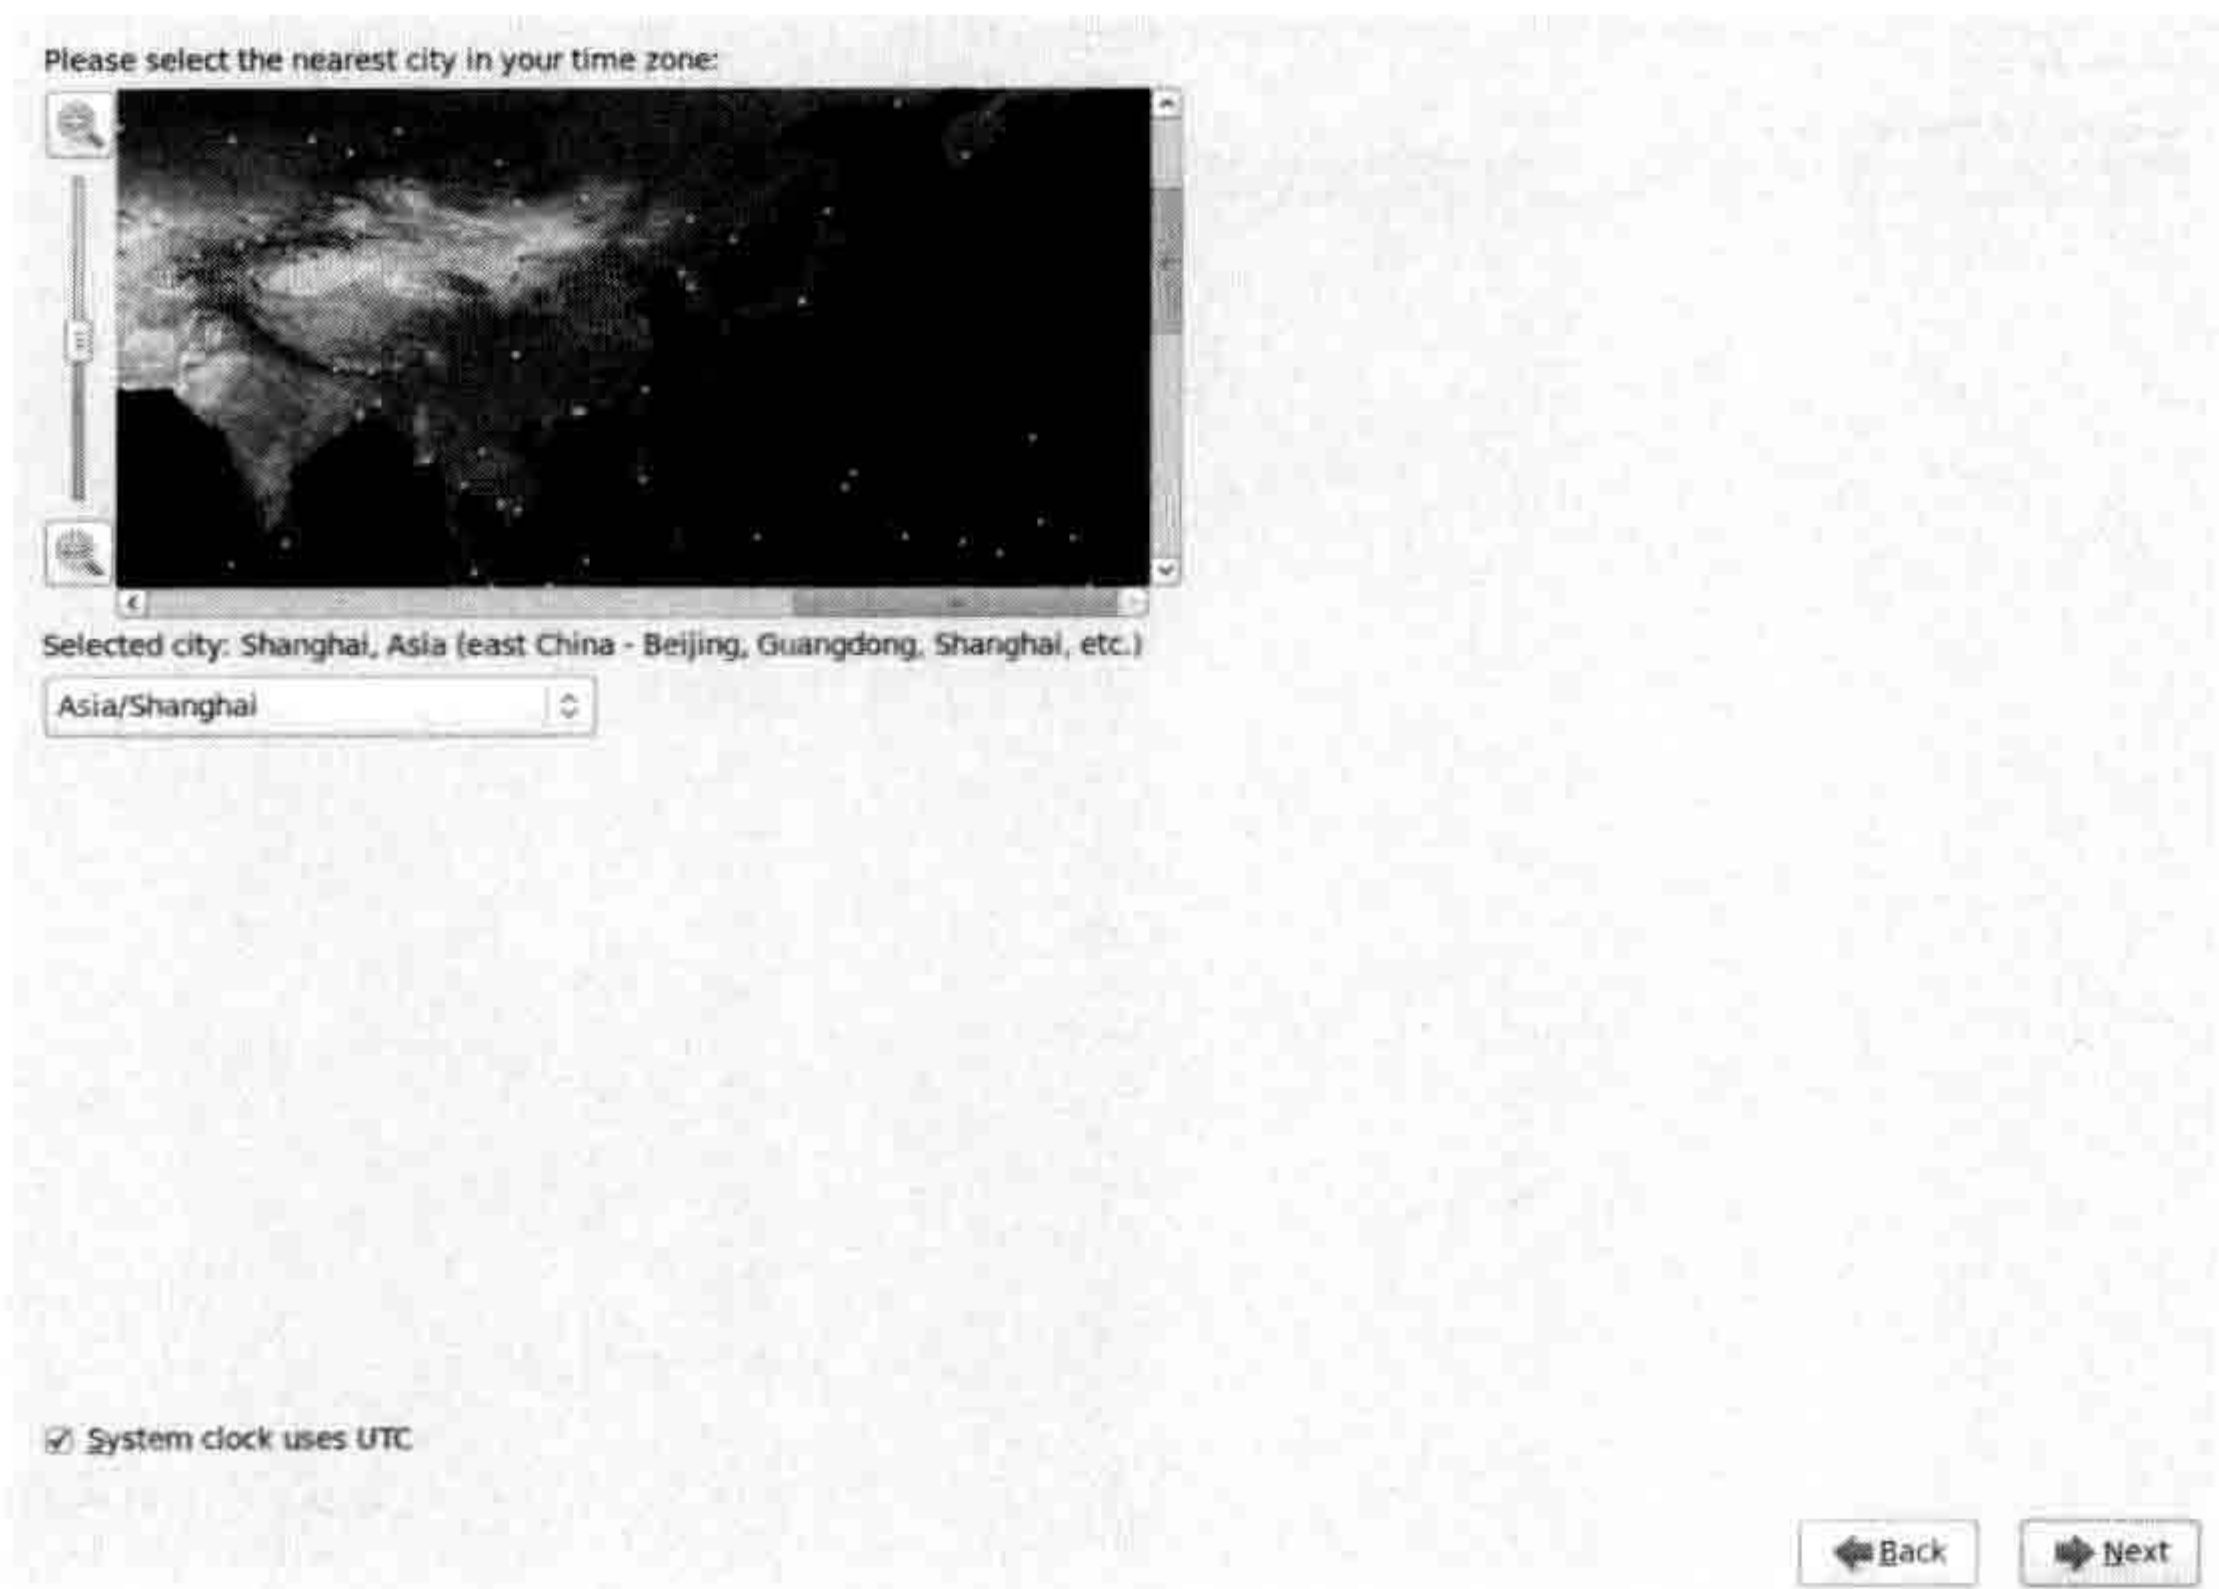 Please select the nearest city in your time zone:
Selected city: Shanghai, Asia (east China - Beijing, Guangdong, Shanghai, etc.)
Asia/Shanghai
System clock uses UTC
Back
Next